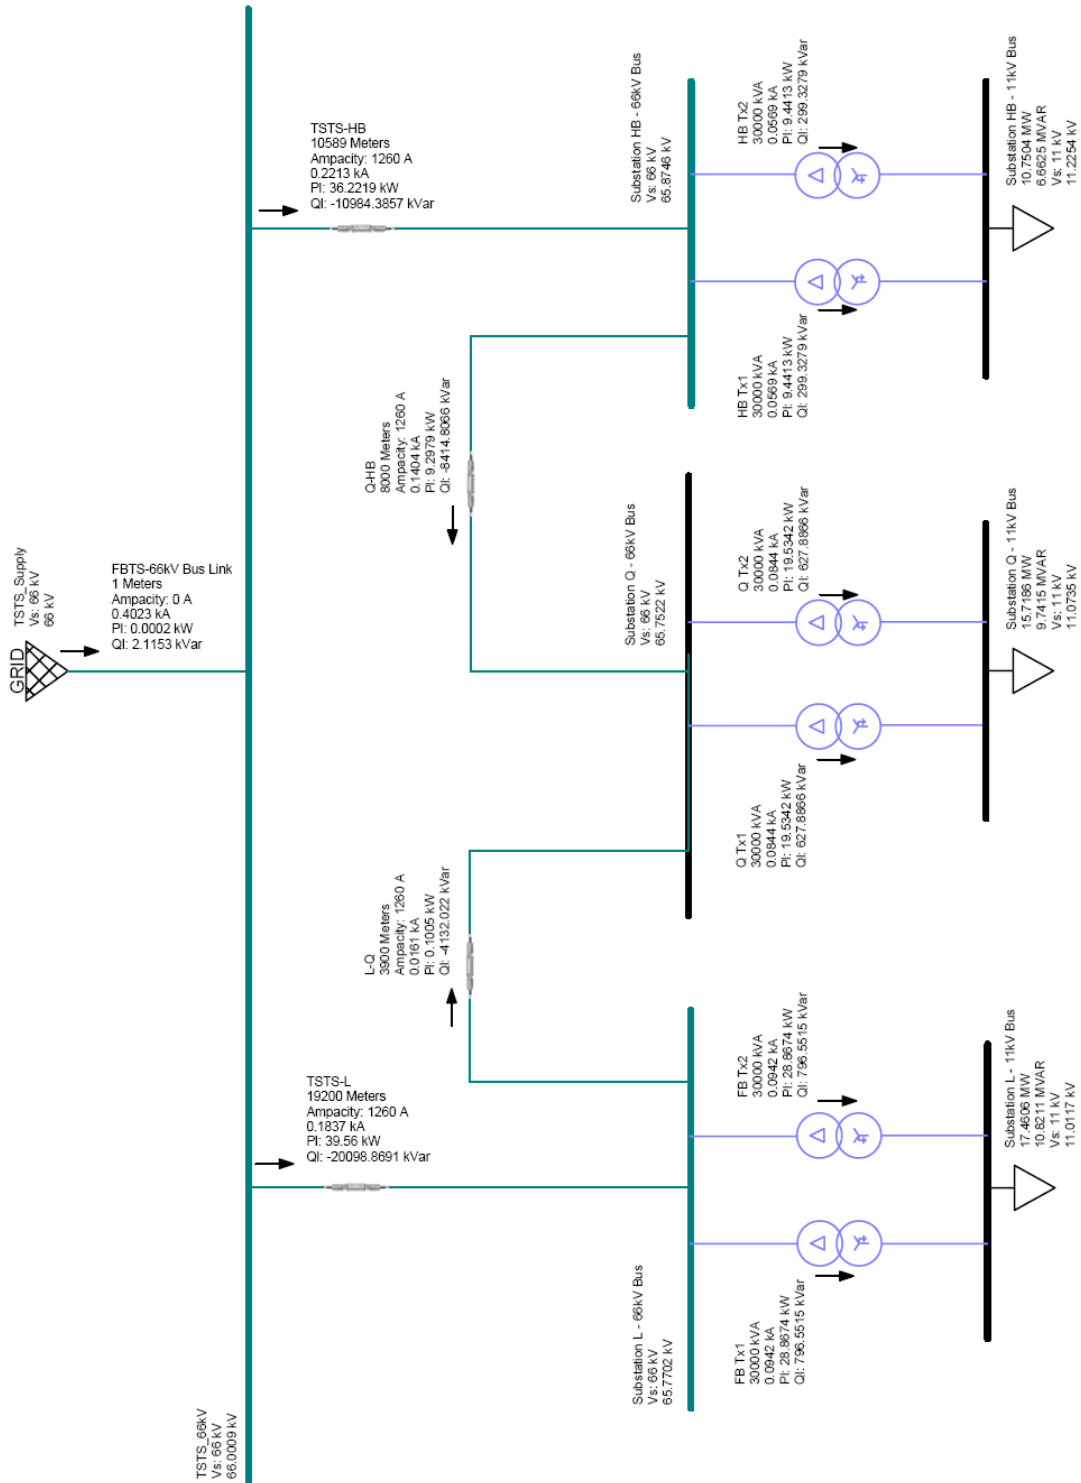 GRID
TSTS_Supply
Vs: 66 kV
66 kV
FBTS-66kV Bus Link
1 Meters
Ampacity: 0 A
0.4023 kA
Pl: 0.0002 kW
Ql: 2.1153 kVar
TSTS_66kV
Vs: 66 kV
66.0009 kV
TSTS-HB
10589 Meters
Ampacity: 1260 A
0.2213 kA
Pl: 36.2219 kW
Ql: -10984.3857 kVar
TSTS-L
19200 Meters
Ampacity: 1260 A
0.1837 kA
Pl: 39.56 kW
Ql: -20098.8691 kVar
Q-HB
8000 Meters
Ampacity: 1260 A
0.1404 kA
Pl: 9.2979 kW
Ql: -8414.8066 kVar
L-Q
3900 Meters
Ampacity: 1260 A
0.0161 kA
Pl: 0.1005 kW
Ql: -4132.022 kVar
Substation HB - 66kV Bus
Vs: 66 kV
65.8746 kV
Substation Q - 66kV Bus
Vs: 66 kV
65.7522 kV
Substation L - 66kV Bus
Vs: 66 kV
65.7702 kV
HB Tx2
30000 kVA
0.0569 kA
Pl: 9.4413 kW
Ql: 299.3279 kVar
HB Tx1
30000 kVA
0.0569 kA
Pl: 9.4413 kW
Ql: 299.3279 kVar
Q Tx2
30000 kVA
0.0844 kA
Pl: 19.5342 kW
Ql: 627.8866 kVar
Q Tx1
30000 kVA
0.0844 kA
Pl: 19.5342 kW
Ql: 627.8866 kVar
FB Tx2
30000 kVA
0.0942 kA
Pl: 28.8674 kW
Ql: 796.5515 kVar
FB Tx1
30000 kVA
0.0942 kA
Pl: 28.8674 kW
Ql: 796.5515 kVar
Substation HB - 11kV Bus
10.7504 MW
6.6625 MVAR
Vs: 11 kV
11.2254 kV
Substation Q - 11kV Bus
15.7186 MW
9.7415 MVAR
Vs: 11 kV
11.0735 kV
Substation L - 11kV Bus
17.4606 MW
10.8211 MVAR
Vs: 11 kV
11.0117 kV